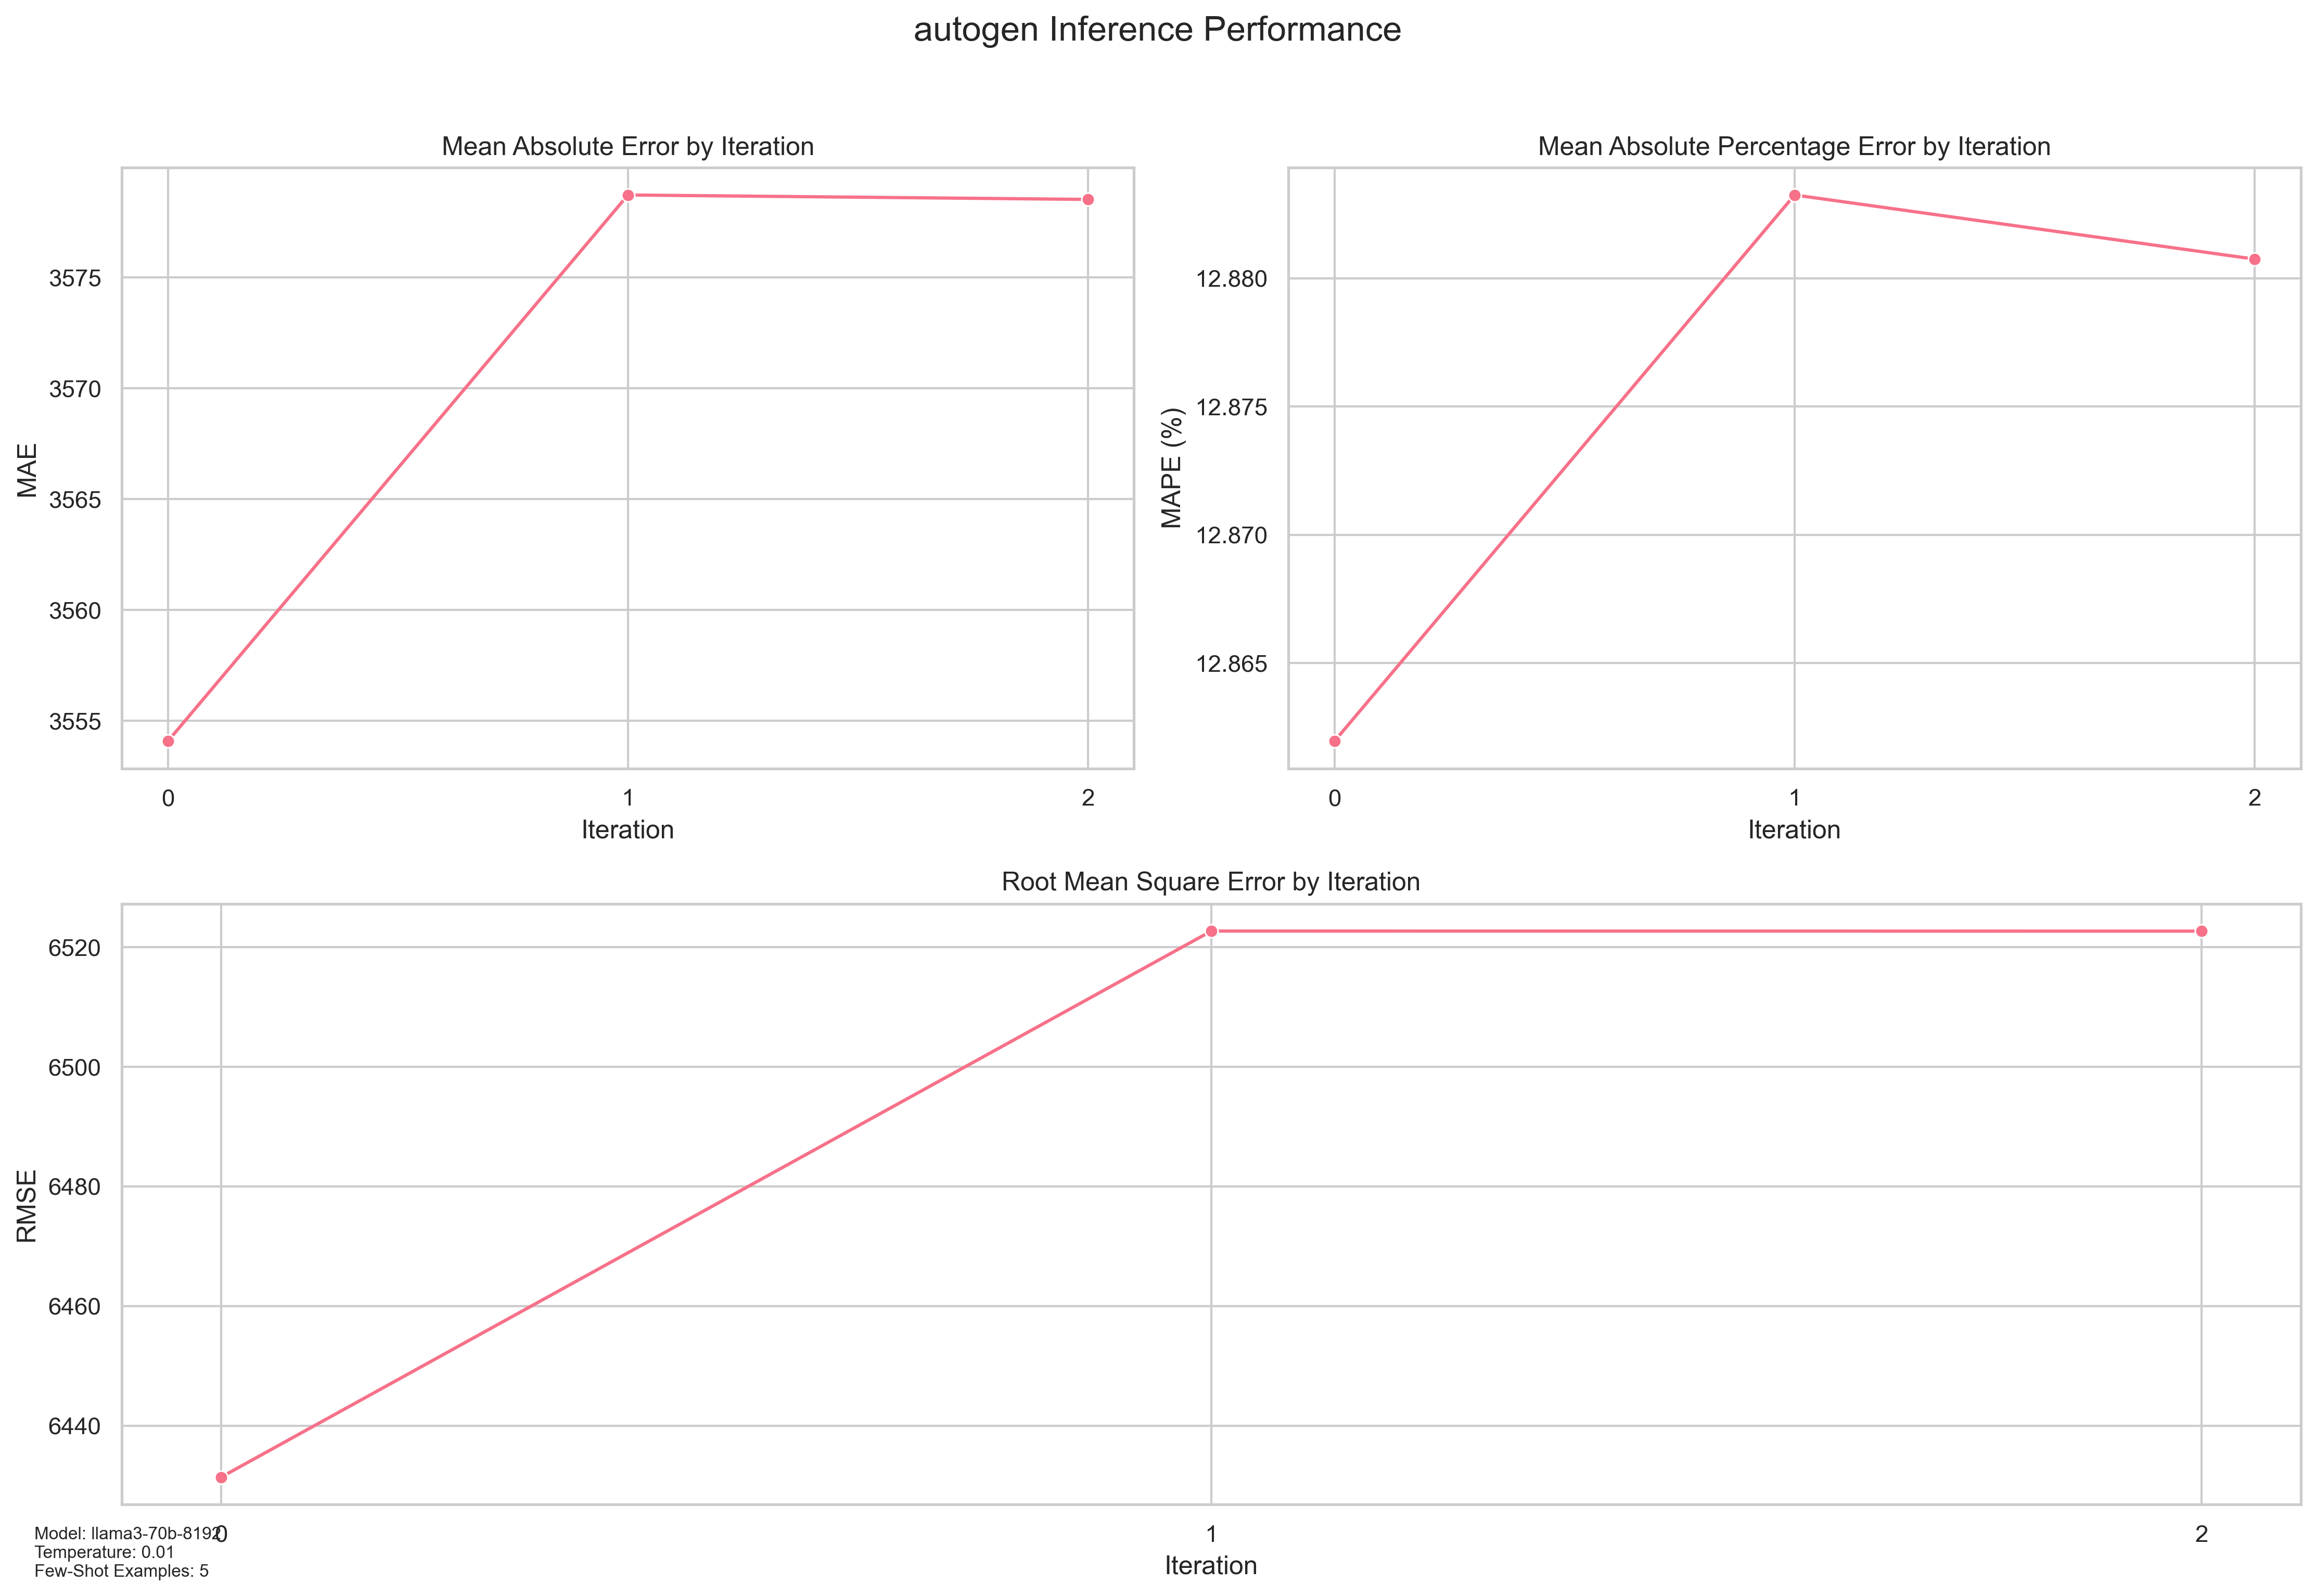 autogen Inference Performance
Mean Absolute Error by Iteration
MAE
3575
3570
3565
3560
3555
0 1 2
Iteration
Mean Absolute Percentage Error by Iteration
MAPE (%)
12.880
12.875
12.870
12.865
0 1 2
Iteration
Root Mean Square Error by Iteration
RMSE
6520
6500
6480
6460
6440
0 1 2
Iteration
Model: llama3-70b-8192
Temperature: 0.01
Few-Shot Examples: 5